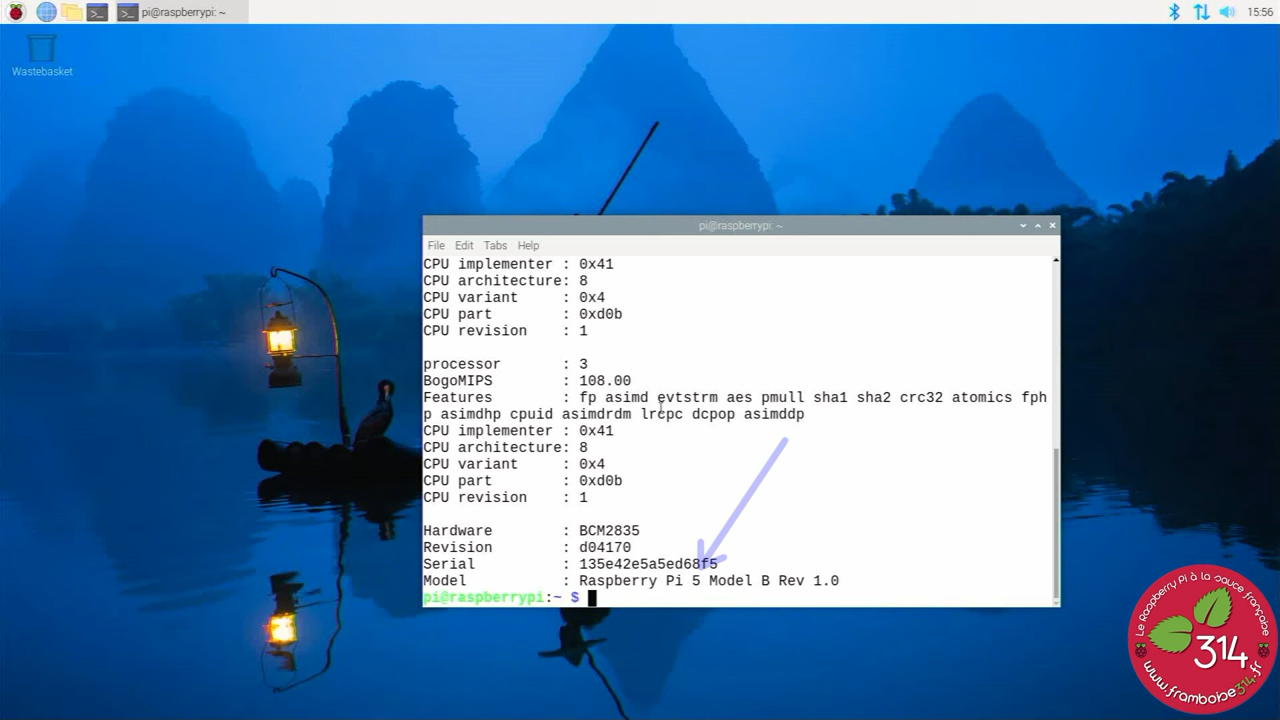 pi@raspberrypi: ~
15:56
Wastebasket
pi@raspberrypi: ~
File Edit Tabs Help
CPU implementer : 0x41
CPU architecture: 8
CPU variant : 0x4
CPU part : 0xd0b
CPU revision : 1
processor : 3
BogoMIPS : 108.00
Features : fp asimd evtstrm aes pmull sha1 sha2 crc32 atomics fph
p asimdhp cpuid asimdrdm lrcpc dcpop asimddp
CPU implementer : 0x41
CPU architecture: 8
CPU variant : 0x4
CPU part : 0xd0b
CPU revision : 1
Hardware : BCM2835
Revision : d04170
Serial : 135e42e5a5ed68f5
Model : Raspberry Pi 5 Model B Rev 1.0
pi@raspberrypi:~ $
Le Raspberry Pi à la sauce française
314
www.framboise314.fr